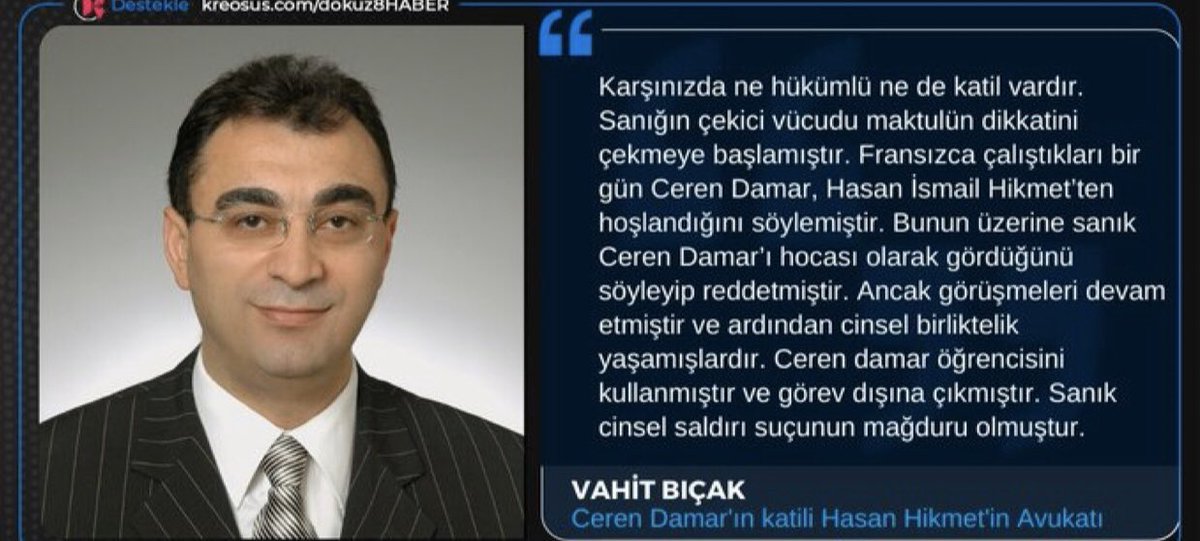 Destekle kreosus.com/dokuz8HABER
Karşınızda ne hükümlü ne de katil vardır.
Sanığın çekici vücudu maktulün dikkatini
çekmeye başlamıştır. Fransızca çalıştıkları bir
gün Ceren Damar, Hasan İsmail Hikmet'ten
hoşlandığını söylemiştir. Bunun üzerine sanık
Ceren Damar'ı hocası olarak gördüğünü
söyleyip reddetmiştir. Ancak görüşmeleri devam
etmiştir ve ardından cinsel birliktelik
yaşamışlardır. Ceren damar öğrencisini
kullanmıştır ve görev dışına çıkmıştır. Sanık
cinsel saldırı suçunun mağduru olmuştur.
VAHİT BIÇAK
Ceren Damar'ın katili Hasan Hikmet'in Avukatı